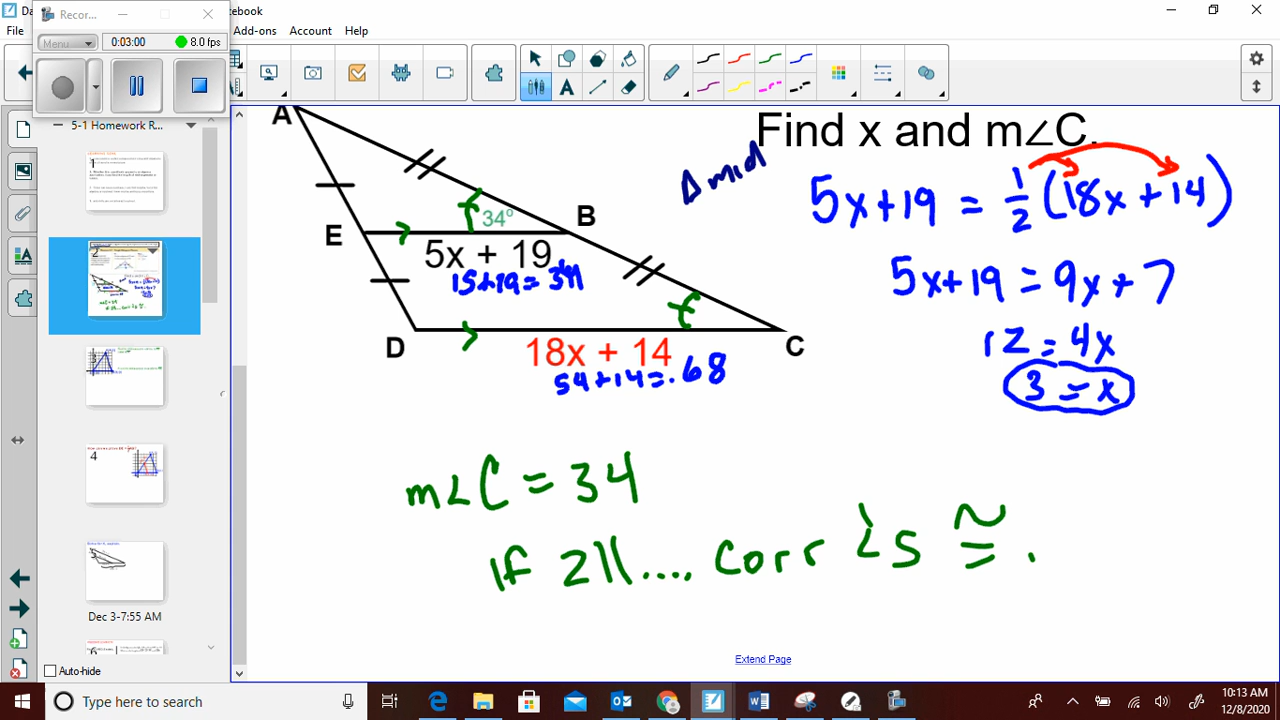 Recor...
Menu
0:03:00
8.0 fps
otebook
File
Add-ons
Account
Help
5-1 Homework R...
2
4
Dec 3-7:55 AM
Auto-hide
Find x and m∠C.
A
34°
B
E
5x + 19
15+19=34
D
18x + 14
C
54+14=.68
Δ mid
5x+19 = 1/2 (18x+14)
5x+19 = 9x+7
12 = 4x
3 = x
m∠C = 34
If 2 ||.... corr ∠s ≅ .
Extend Page
Type here to search
10:13 AM
12/8/2020